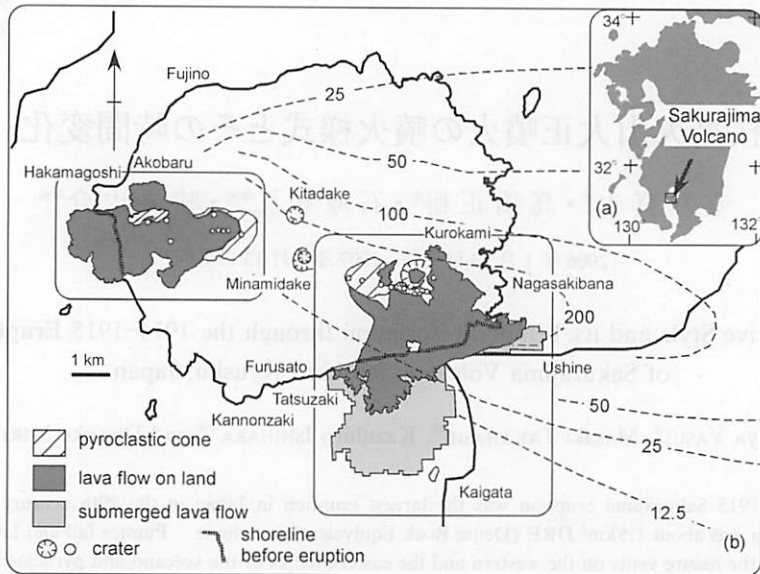 34°
Fujino
25
Sakurajima
Volcano
50
32°
Hakamagoshi
Akobaru
Kitadake
100
(a)
130
132°
Kurokami
Minamidake
Nagasakibana
200
1 km
Furusato
Ushine
Tatsuzaki
Kannonzaki
50
pyroclastic cone
25
lava flow on land
Kaigata
submerged lava flow
12.5
(b)
crater
shoreline
before eruption